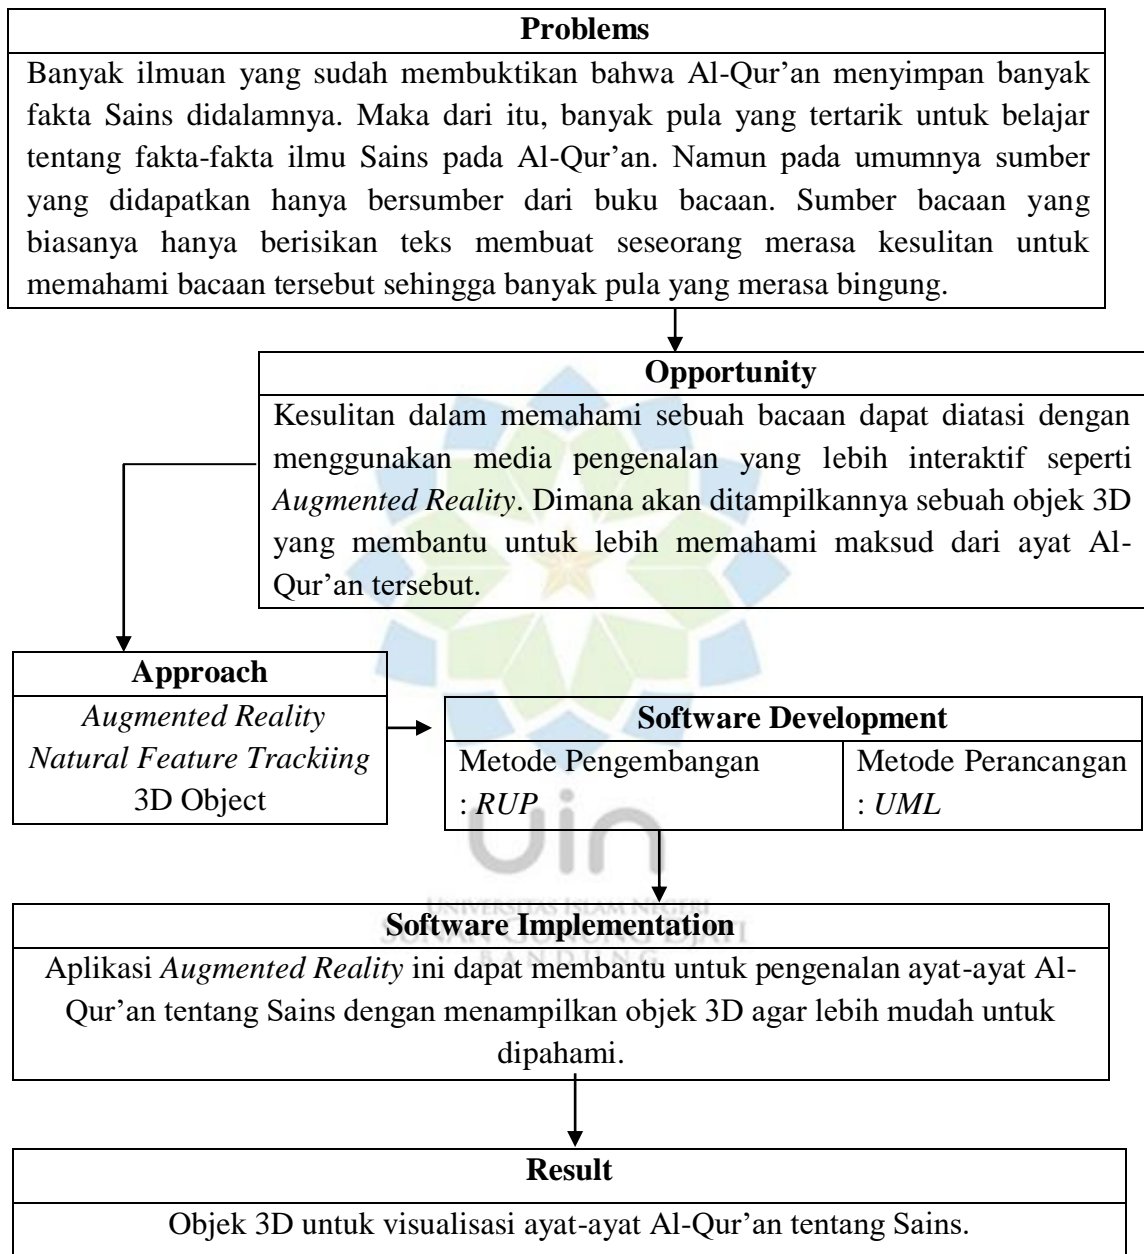 Problems
Banyak ilmuan yang sudah membuktikan bahwa Al-Qur’an menyimpan banyak
fakta Sains didalamnya. Maka dari itu, banyak pula yang tertarik untuk belajar
tentang fakta-fakta ilmu Sains pada Al-Qur’an. Namun pada umumnya sumber
yang didapatkan hanya bersumber dari buku bacaan. Sumber bacaan yang
biasanya hanya berisikan teks membuat seseorang merasa kesulitan untuk
memahami bacaan tersebut sehingga banyak pula yang merasa bingung.
Opportunity
Kesulitan dalam memahami sebuah bacaan dapat diatasi dengan
menggunakan media pengenalan yang lebih interaktif seperti
Augmented Reality. Dimana akan ditampilkannya sebuah objek 3D
yang membantu untuk lebih memahami maksud dari ayat Al-
Qur’an tersebut.
Approach
Augmented Reality
Natural Feature Trackiing
3D Object
Software Development
Metode Pengembangan
: RUP
Metode Perancangan
: UML
uin
UNIVERSITAS ISLAM NEGERI
SUNAN GUNUNG DJATI
BANDUNG
Software Implementation
Aplikasi Augmented Reality ini dapat membantu untuk pengenalan ayat-ayat Al-
Qur’an tentang Sains dengan menampilkan objek 3D agar lebih mudah untuk
dipahami.
Result
Objek 3D untuk visualisasi ayat-ayat Al-Qur’an tentang Sains.